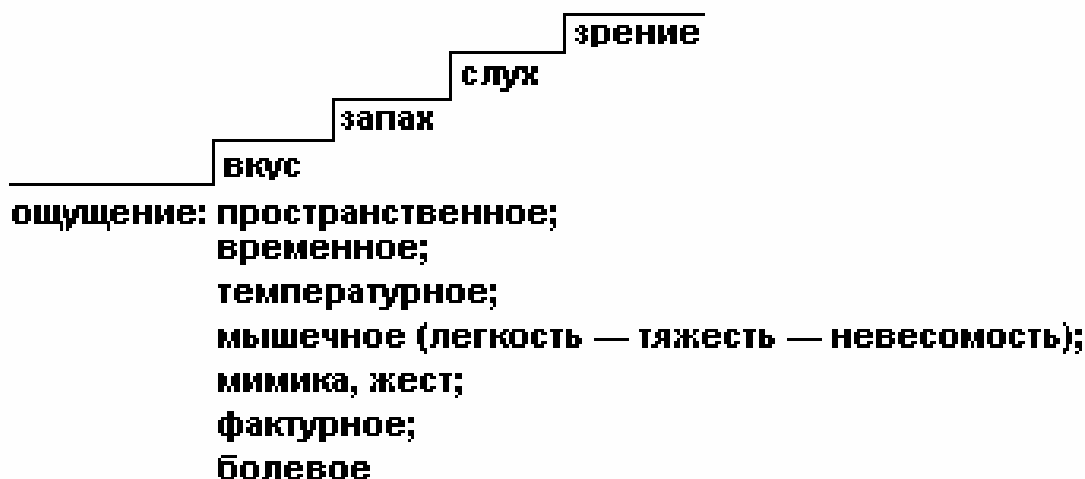 зрение
слух
запах
вкус
ощущение: пространственное;
временное;
температурное;
мышечное (легкость — тяжесть — невесомость);
мимика, жест;
фактурное;
болевое